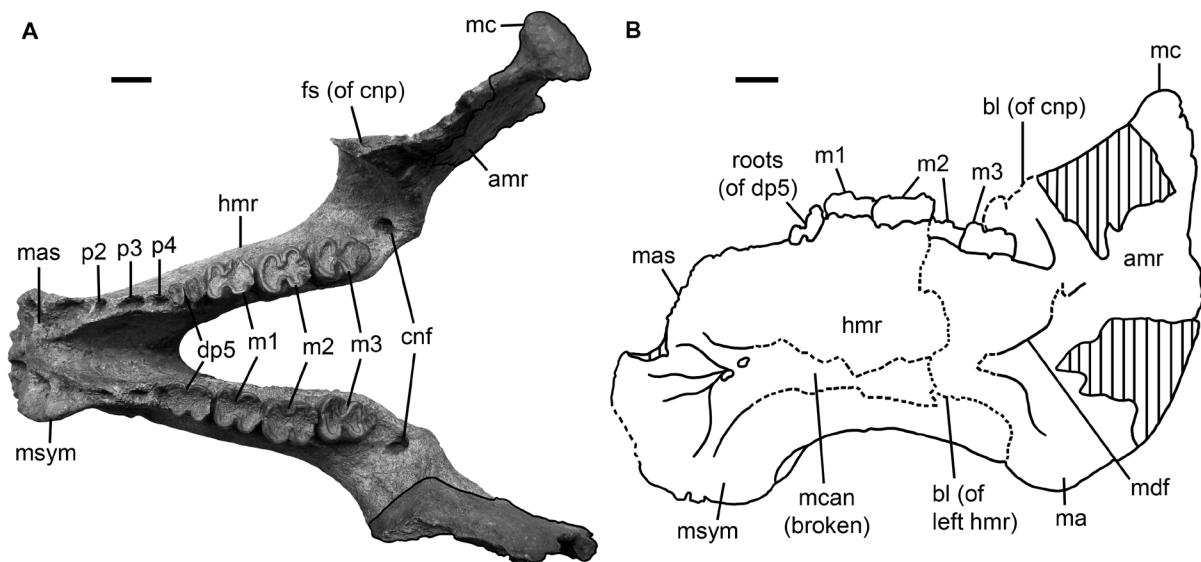 A
mc
fs (of cnp)
amr
hmr
mas
p2
p3
p4
cnf
dp5
m1
m2
m3
msym
B
mc
bl (of cnp)
roots
(of dp5)
m1
m2
m3
mas
amr
hmr
msym
mcan
(broken)
bl (of
left hmr)
ma
mdf